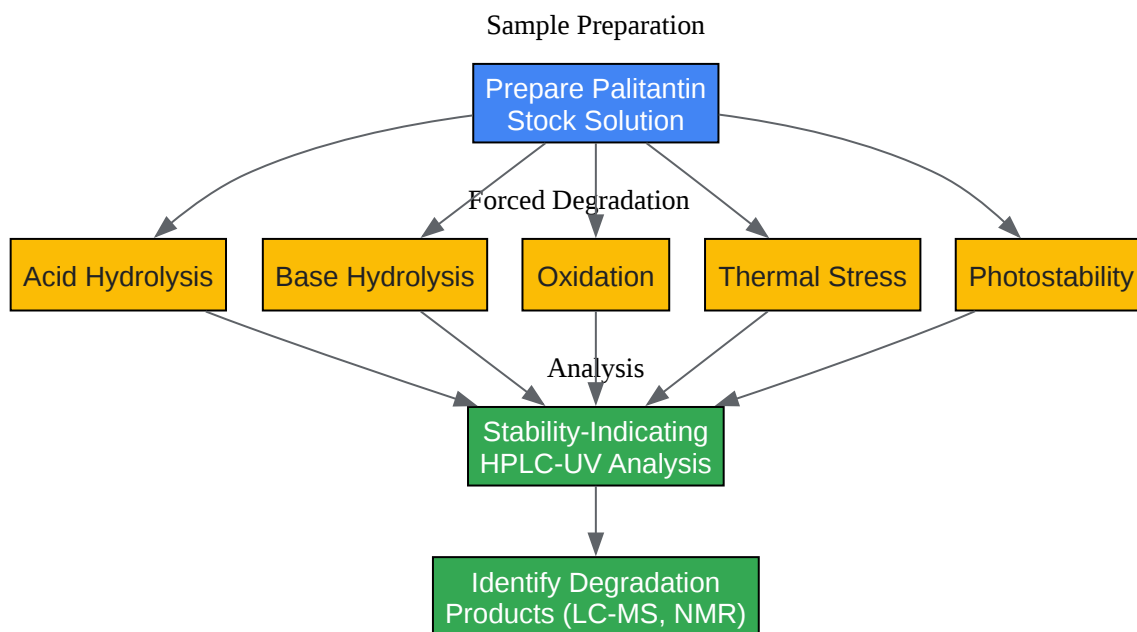 Sample Preparation
Prepare Palitantin
Stock Solution
Forced Degradation
Acid Hydrolysis
Base Hydrolysis
Oxidation
Thermal Stress
Photostability
Analysis
Stability-Indicating
HPLC-UV Analysis
Identify Degradation
Products (LC-MS, NMR)